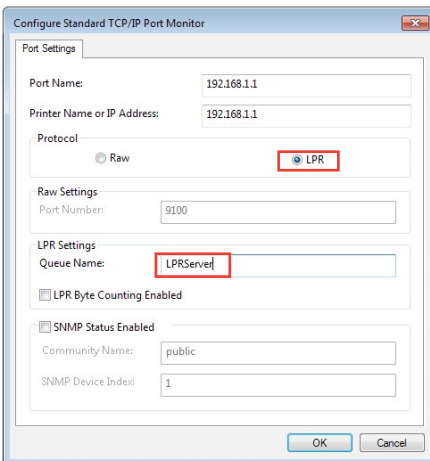 Configure Standard TCP/IP Port Monitor
Port Settings
Port Name: 192.168.1.1
Printer Name or IP Address: 192.168.1.1
Protocol
Raw LPR
Raw Settings
Port Number: 9100
LPR Settings
Queue Name: LPRServer
LPR Byte Counting Enabled
SNMP Status Enabled
Community Name: public
SNMP Device Index: 1
OK Cancel